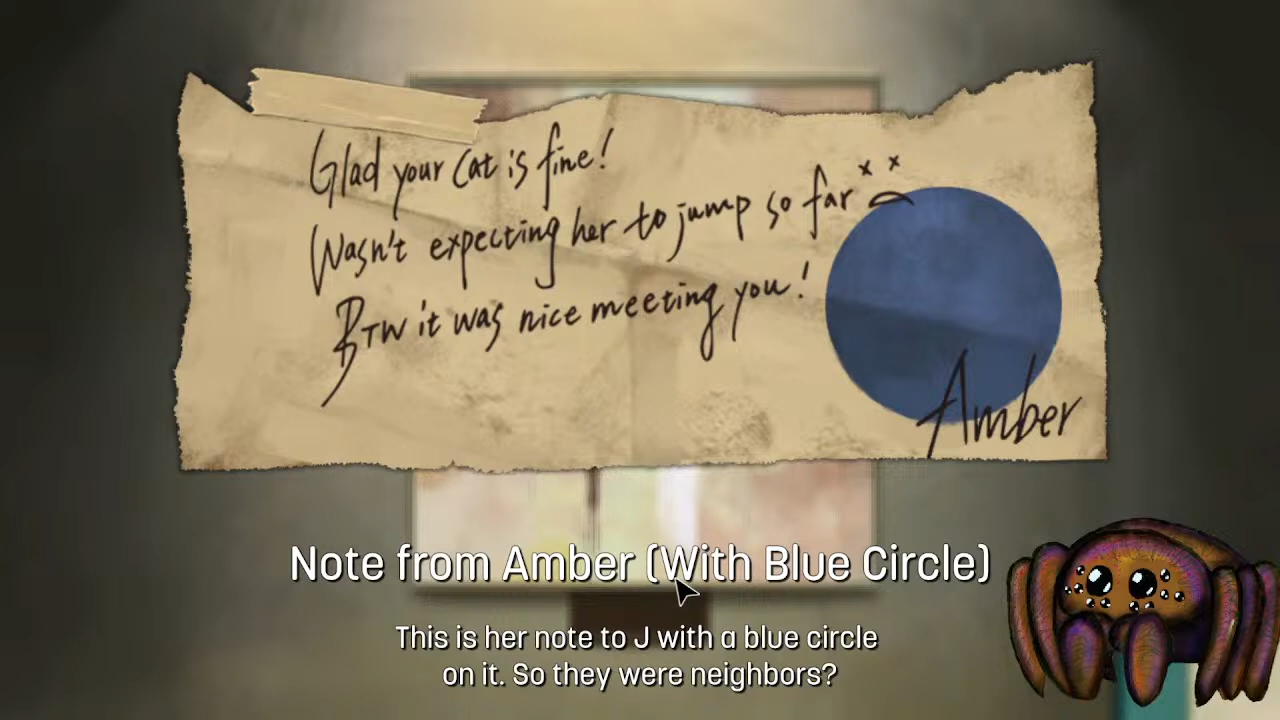 Glad your cat is fine!
Wasn't expecting her to jump so far
BTW it was nice meeting you!
Amber
Note from Amber (With Blue Circle)
This is her note to J with a blue circle
on it. So they were neighbors?